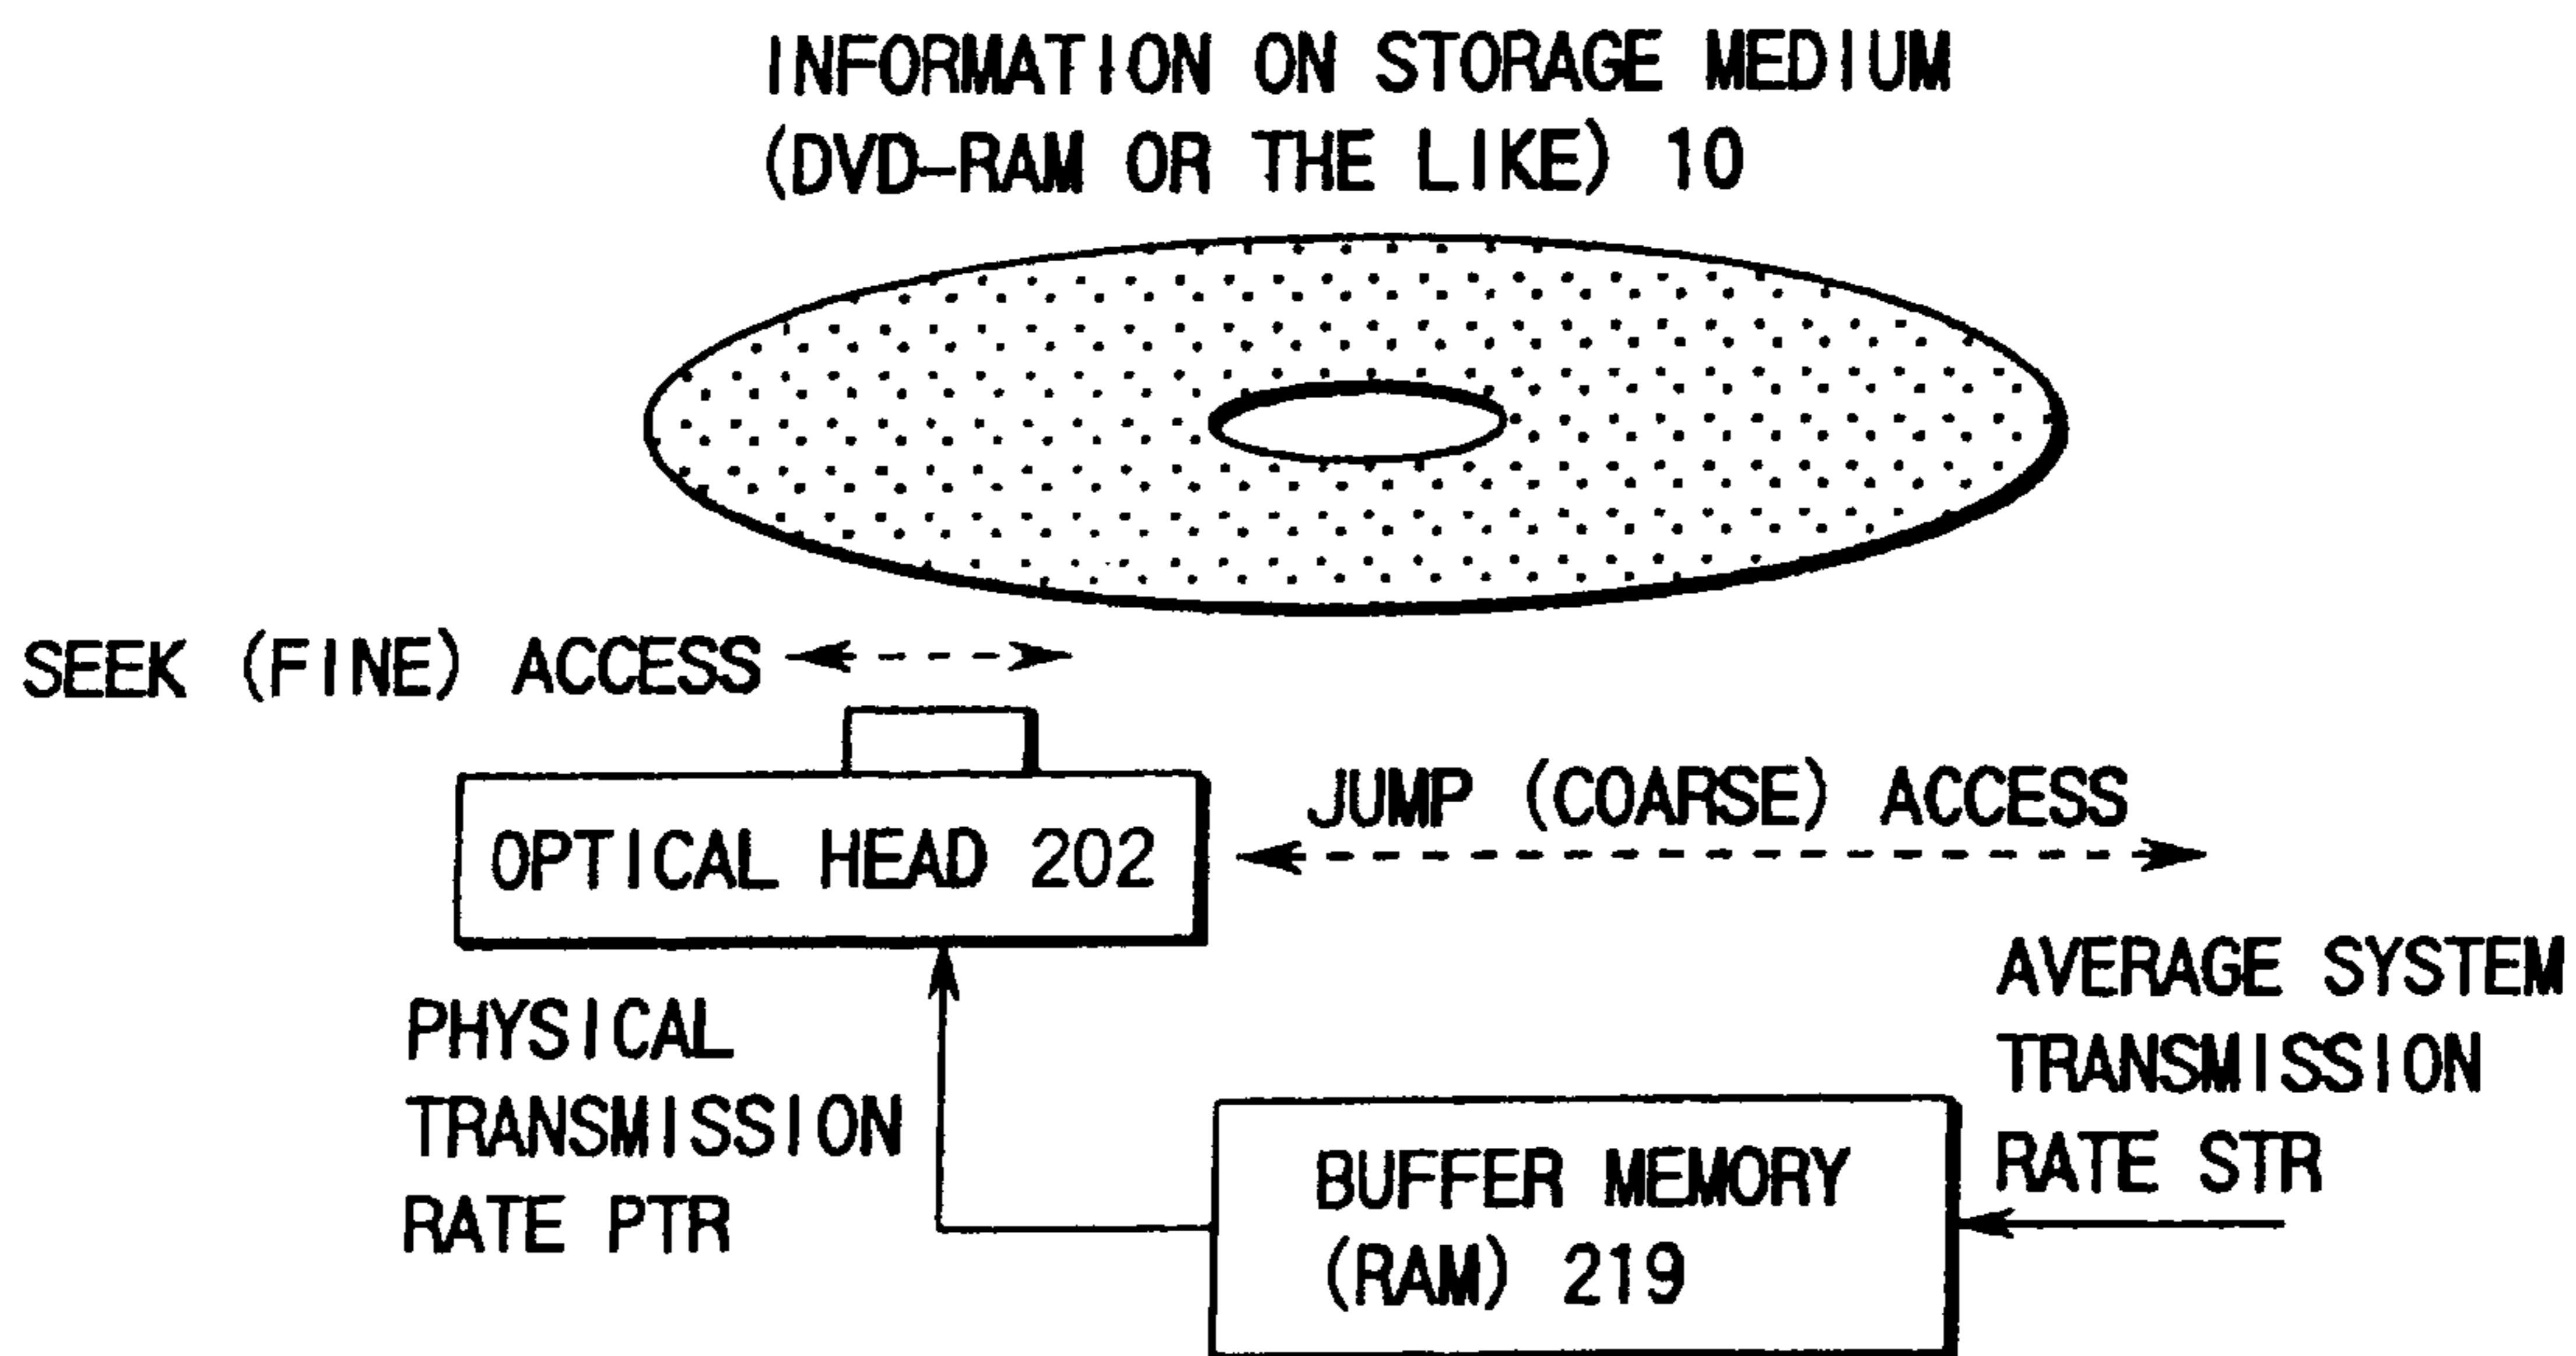 INFORMATION ON STORAGE MEDIUM
(DVD-RAM OR THE LIKE) 10
SEEK (FINE) ACCESS
JUMP (COARSE) ACCESS
OPTICAL HEAD 202
PHYSICAL
TRANSMISSION
RATE PTR
AVERAGE SYSTEM
TRANSMISSION
RATE STR
BUFFER MEMORY
(RAM) 219